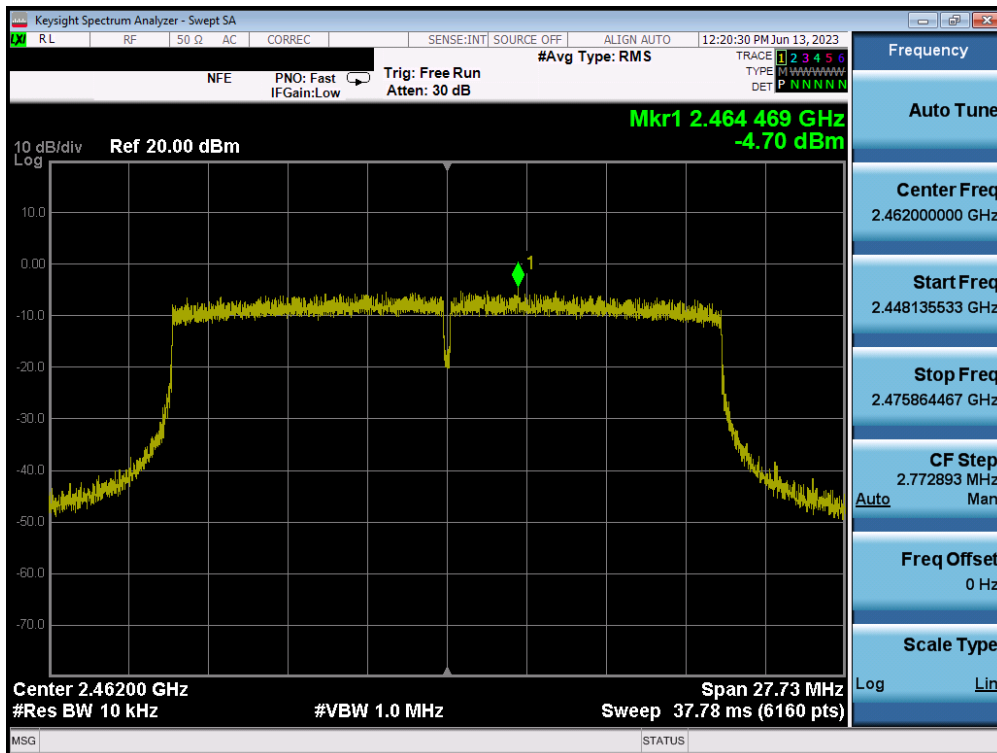 Keysight Spectrum Analyzer - Swept SA
LXI RL RF 50 Ω AC CORREC SENSE:INT SOURCE OFF ALIGN AUTO 12:20:30 PM Jun 13, 2023
NFE PNO: Fast Trig: Free Run #Avg Type: RMS TRACE 1 2 3 4 5 6
IFGain:Low Atten: 30 dB TYPE M WWWWW
DET P N N N N N
Mkr1 2.464 469 GHz
-4.70 dBm
10 dB/div Ref 20.00 dBm
Log
10.0
0.00
-10.0
-20.0
-30.0
-40.0
-50.0
-60.0
-70.0
1
Center 2.46200 GHz Span 27.73 MHz
#Res BW 10 kHz #VBW 1.0 MHz Sweep 37.78 ms (6160 pts)
MSG STATUS
Frequency
Auto Tune
Center Freq
2.462000000 GHz
Start Freq
2.448135533 GHz
Stop Freq
2.475864467 GHz
CF Step
2.772893 MHz
Auto Man
Freq Offset
0 Hz
Scale Type
Log Lin